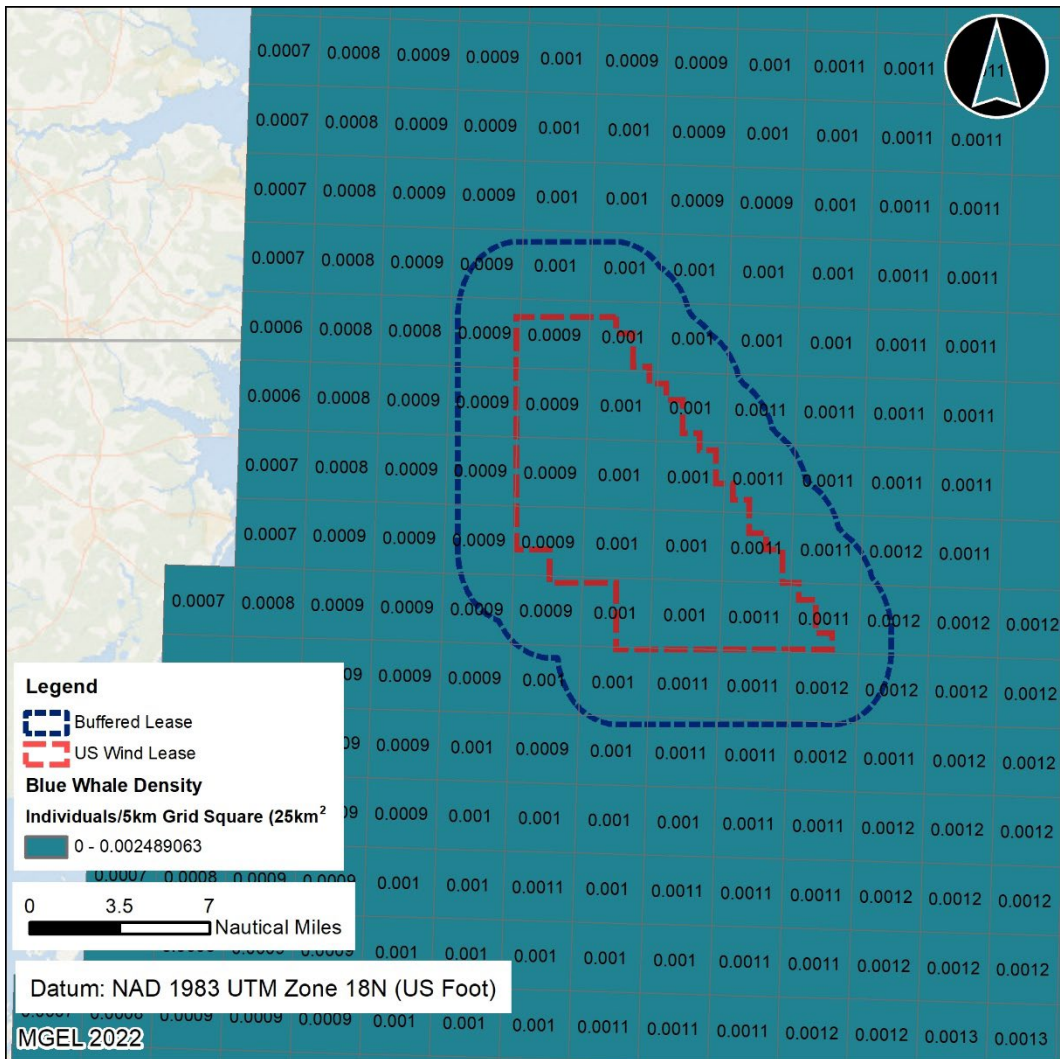 0.0007 0.0008 0.0009 0.0009 0.001 0.0009 0.0009 0.001 0.0011 0.0011
0.0007 0.0008 0.0009 0.0009 0.001 0.001 0.0009 0.001 0.001 0.0011 0.0011
0.0007 0.0008 0.0009 0.0009 0.001 0.001 0.0009 0.0009 0.001 0.0011 0.0011
0.0007 0.0008 0.0009 0.0009 0.001 0.001 0.001 0.001 0.001 0.0011 0.0011
0.0006 0.0008 0.0008 0.0009 0.0009 0.001 0.001 0.001 0.001 0.0011 0.0011
0.0006 0.0008 0.0009 0.0009 0.0009 0.001 0.001 0.0011 0.0011 0.0011 0.0011
0.0007 0.0008 0.0009 0.0009 0.0009 0.001 0.001 0.0011 0.0011 0.0011 0.0011
0.0007 0.0009 0.0009 0.0009 0.0009 0.001 0.001 0.0011 0.0011 0.0012 0.0011
0.0007 0.0008 0.0009 0.0009 0.0009 0.0009 0.001 0.001 0.0011 0.0011 0.0012 0.0012 0.0012
0.0009 0.0009 0.001 0.0011 0.0011 0.0012 0.0012 0.0012 0.0012
0.0009 0.001 0.0009 0.001 0.0011 0.0011 0.0012 0.0011 0.0012 0.0012
0.0009 0.001 0.001 0.001 0.001 0.0011 0.0011 0.0012 0.0012 0.0012
0.0007 0.0008 0.0009 0.0009 0.001 0.001 0.0011 0.001 0.0011 0.0011 0.0011 0.0012 0.0012 0.0012
0.0009 0.0009 0.001 0.001 0.001 0.001 0.0011 0.0011 0.0012 0.0012 0.0012
0.0007 0.0008 0.0009 0.0009 0.0009 0.001 0.001 0.001 0.0011 0.0011 0.0011 0.0012 0.0012 0.0013 0.0013
Legend
Buffered Lease
US Wind Lease
Blue Whale Density
Individuals/5km Grid Square (25km²
0 - 0.002489063
0 3.5 7
Nautical Miles
Datum: NAD 1983 UTM Zone 18N (US Foot)
MGEL 2022